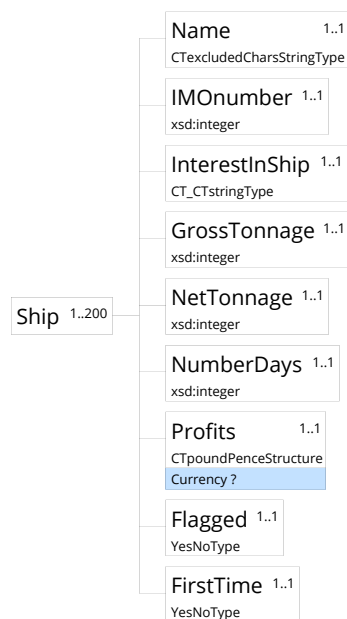 Name 1..1
CTexcludedCharsStringType
IMOnumber 1..1
xsd:integer
InterestInShip 1..1
CT_CTstringType
GrossTonnage 1..1
xsd:integer
Ship 1..200
NetTonnage 1..1
xsd:integer
NumberDays 1..1
xsd:integer
Profits 1..1
CTpoundPenceStructure
Currency ?
Flagged 1..1
YesNoType
FirstTime 1..1
YesNoType